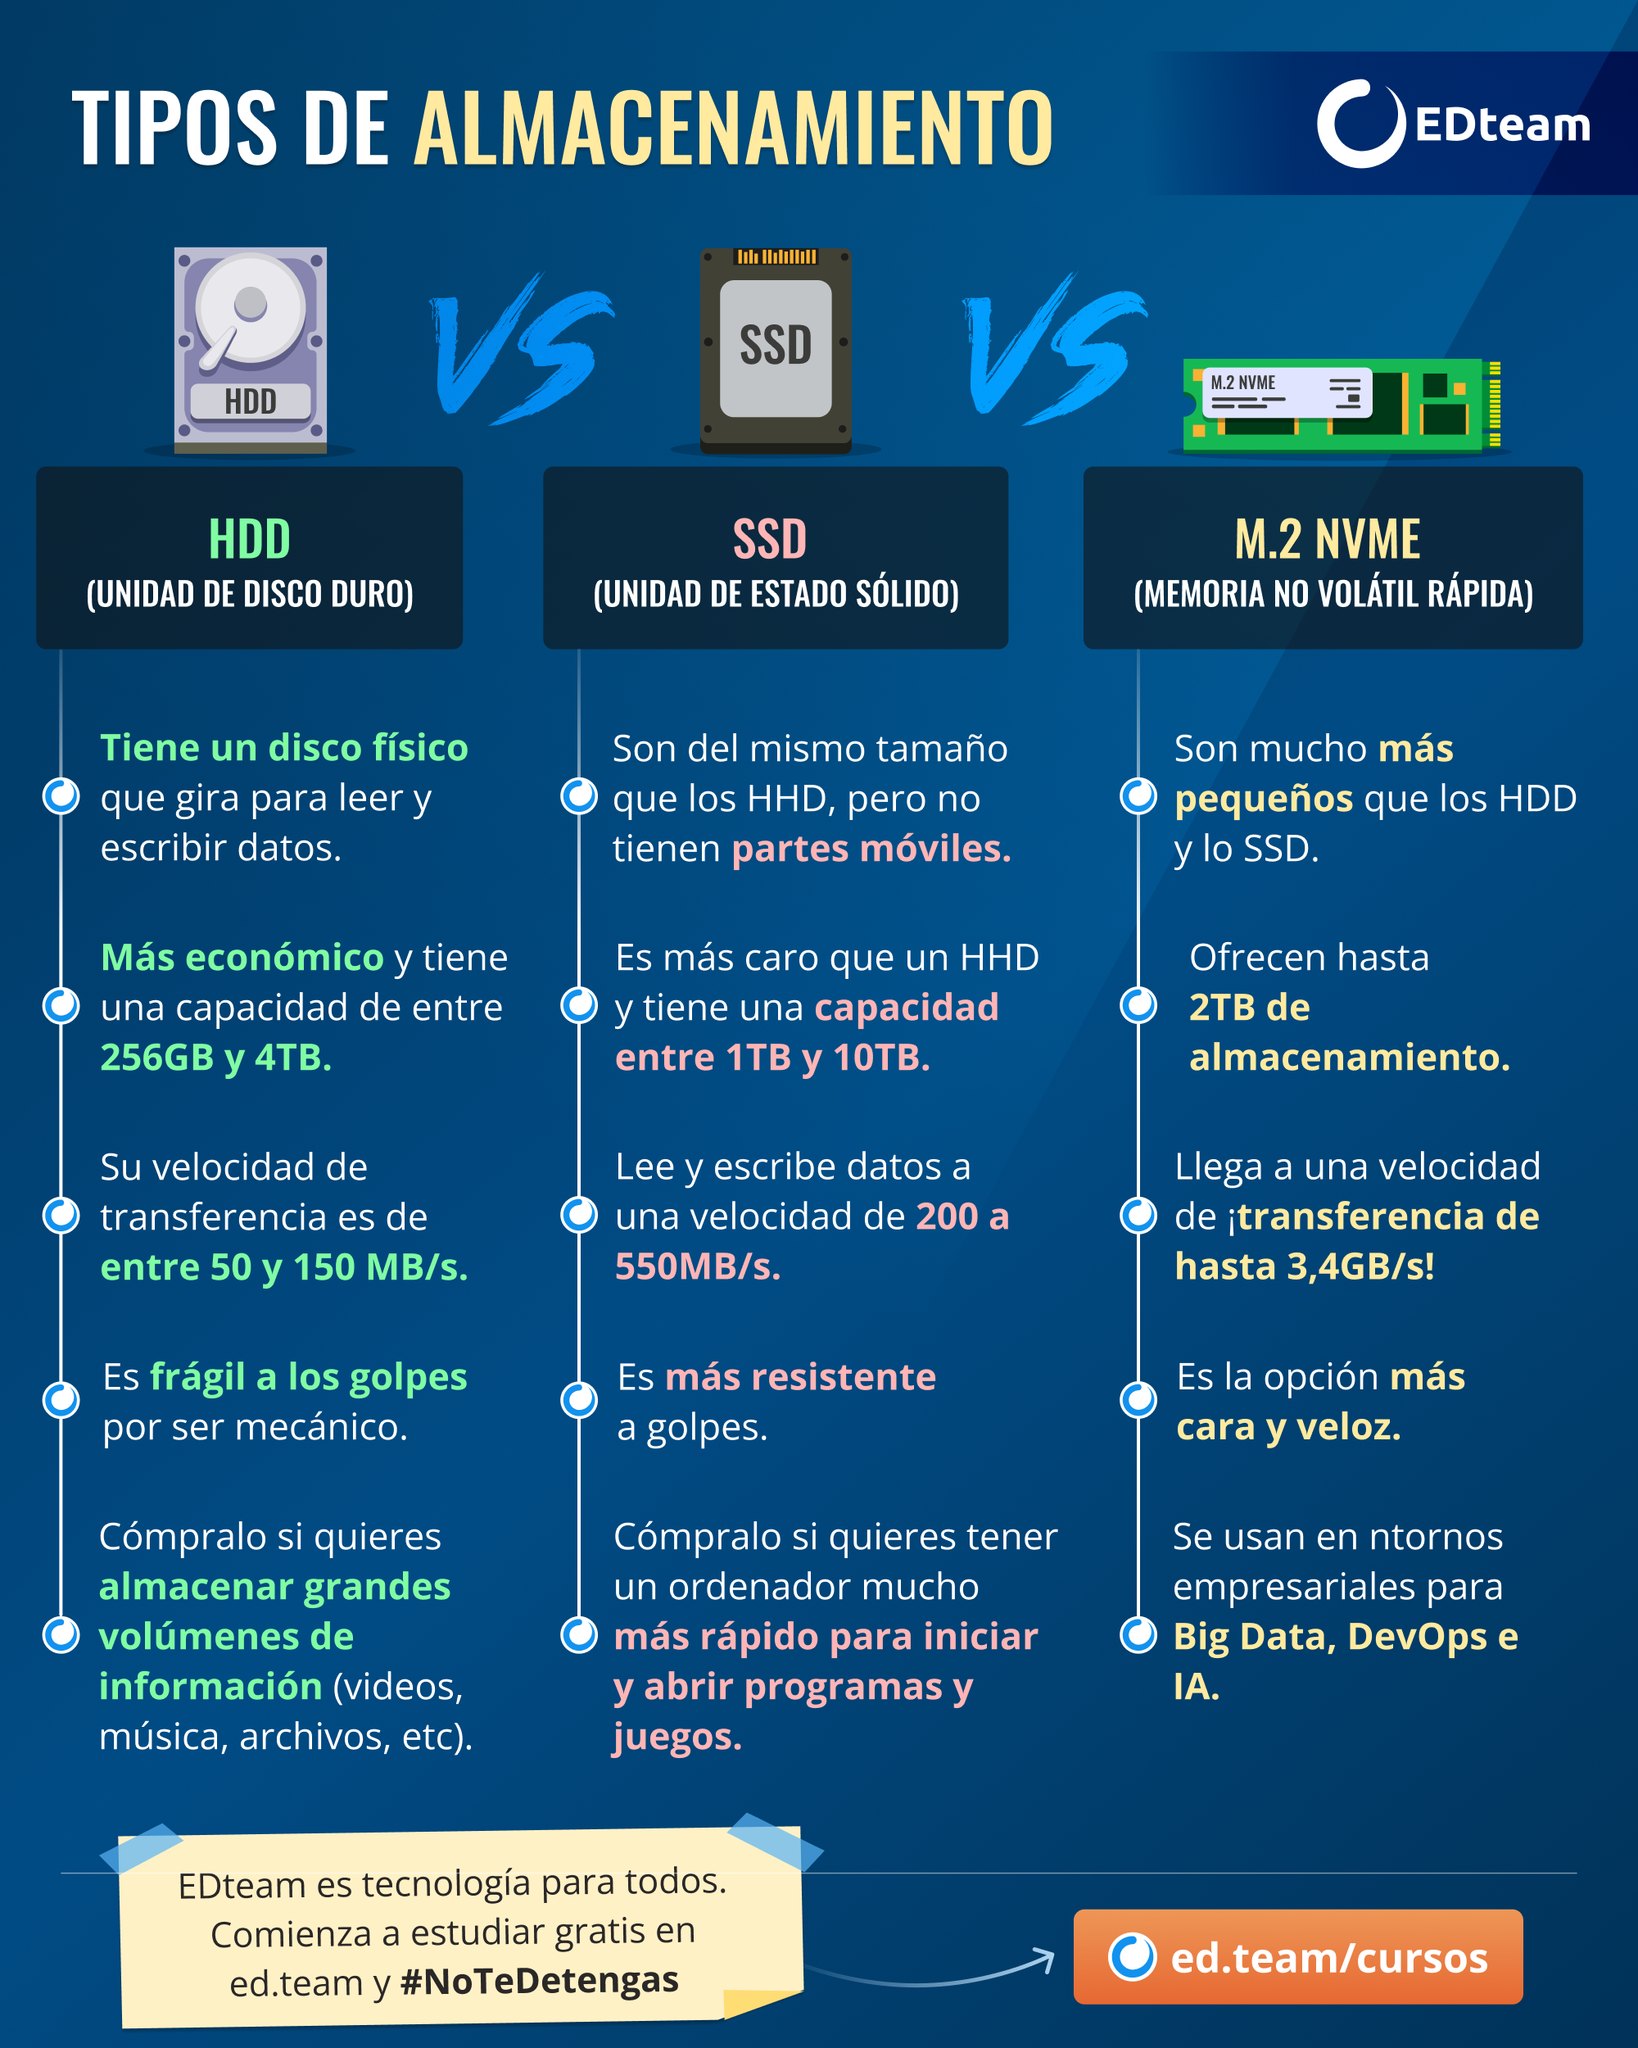 TIPOS DE ALMACENAMIENTO
EDteam
HDD
VS
SSD
VS
M.2 NVME
HDD
(UNIDAD DE DISCO DURO)
Tiene un disco físico
que gira para leer y
escribir datos.
Más económico y tiene
una capacidad de entre
256GB y 4TB.
Su velocidad de
transferencia es de
entre 50 y 150 MB/s.
Es frágil a los golpes
por ser mecánico.
Cómpralo si quieres
almacenar grandes
volúmenes de
información (videos,
música, archivos, etc).
SSD
(UNIDAD DE ESTADO SÓLIDO)
Son del mismo tamaño
que los HHD, pero no
tienen partes móviles.
Es más caro que un HHD
y tiene una capacidad
entre 1TB y 10TB.
Lee y escribe datos a
una velocidad de 200 a
550MB/s.
Es más resistente
a golpes.
Cómpralo si quieres tener
un ordenador mucho
más rápido para iniciar
y abrir programas y
juegos.
M.2 NVME
(MEMORIA NO VOLÁTIL RÁPIDA)
Son mucho más
pequeños que los HDD
y lo SSD.
Ofrecen hasta
2TB de
almacenamiento.
Llega a una velocidad
de ¡transferencia de
hasta 3,4GB/s!
Es la opción más
cara y veloz.
Se usan en ntornos
empresariales para
Big Data, DevOps e
IA.
EDteam es tecnología para todos.
Comienza a estudiar gratis en
ed.team y #NoTeDetengas
ed.team/cursos